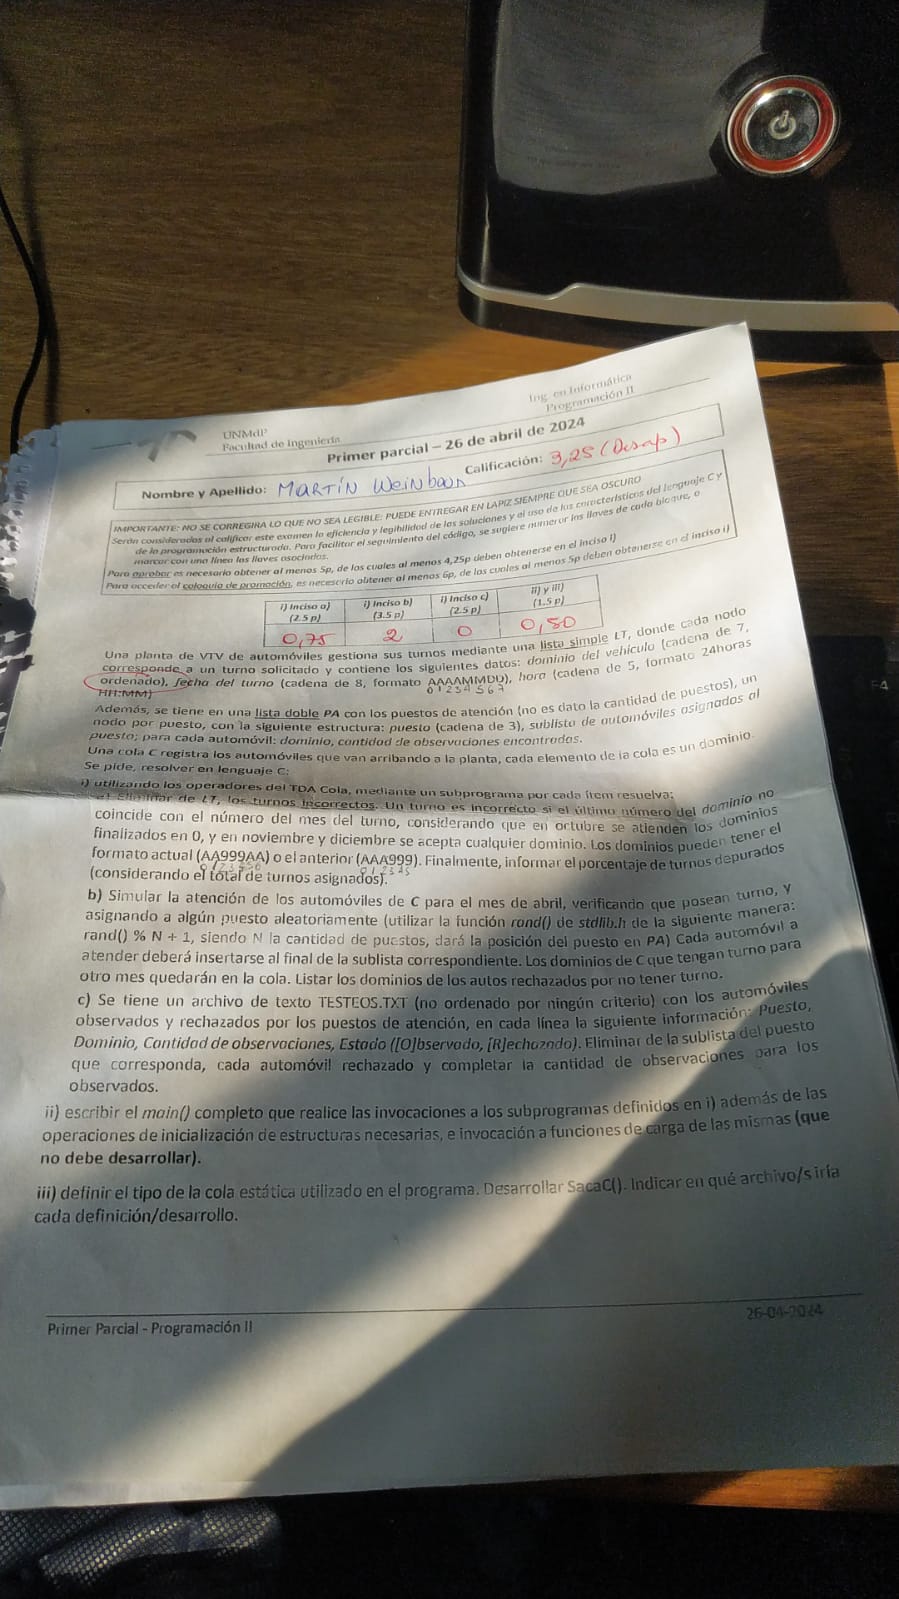 UNMdP
Facultad de Ingeniería
Ing. en Informática
Programación II
Primer parcial – 26 de abril de 2024
Nombre y Apellido: MARTÍN Weinbaun
Calificación: 3,25 (Desap)
IMPORTANTE: NO SE CORREGIRA LO QUE NO SEA LEGIBLE: PUEDE ENTREGAR EN LAPIZ SIEMPRE QUE SEA OSCURO
Serán considerados al calificar este examen la eficiencia y legibilidad de las soluciones y el uso de las características del lenguaje C y
de la programación estructurada. Para facilitar el seguimiento del código, se sugiere numerar las llaves de cada bloque, o
marcar con una línea las llaves asociadas.
Para aprobar es necesario obtener al menos 5p, de los cuales al menos 4,25p deben obtenerse en el inciso i)
Para acceder al coloquio de promoción, es necesario obtener al menos 6p, de los cuales al menos 5p deben obtenerse en el inciso i)
i) Inciso a) (2.5 p) i) Inciso b) (3.5 p) i) Inciso c) (2.5 p) ii) y iii) (1.5 p)
0,75 2 0 0,50
Una planta de VTV de automóviles gestiona sus turnos mediante una lista simple LT, donde cada nodo
corresponde a un turno solicitado y contiene los siguientes datos: dominio del vehículo (cadena de 7,
ordenado), fecha del turno (cadena de 8, formato AAAAMMDD), hora (cadena de 5, formato 24horas
0 1 2 3 4 5 6 7
HH:MM)
Además, se tiene en una lista doble PA con los puestos de atención (no es dato la cantidad de puestos), un
nodo por puesto, con la siguiente estructura: puesto (cadena de 3), sublista de automóviles asignados al
puesto; para cada automóvil: dominio, cantidad de observaciones encontradas.
Una cola C registra los automóviles que van arribando a la planta, cada elemento de la cola es un dominio.
Se pide, resolver en lenguaje C:
i) utilizando los operadores del TDA Cola, mediante un subprograma por cada ítem resuelva:
a) Eliminar de LT, los turnos incorrectos. Un turno es incorrecto si el último número del dominio no
coincide con el número del mes del turno, considerando que en octubre se atienden los dominios
finalizados en 0, y en noviembre y diciembre se acepta cualquier dominio. Los dominios pueden tener el
formato actual (AA999AA) o el anterior (AAA999). Finalmente, informar el porcentaje de turnos depurados
0 1 2 3 4 5 6 0 1 2 3 4 5
(considerando el total de turnos asignados).
b) Simular la atención de los automóviles de C para el mes de abril, verificando que posean turno, y
asignando a algún puesto aleatoriamente (utilizar la función rand() de stdlib.h de la siguiente manera:
rand() % N + 1, siendo N la cantidad de puestos, dará la posición del puesto en PA) Cada automóvil a
atender deberá insertarse al final de la sublista correspondiente. Los dominios de C que tengan turno para
otro mes quedarán en la cola. Listar los dominios de los autos rechazados por no tener turno.
c) Se tiene un archivo de texto TESTEOS.TXT (no ordenado por ningún criterio) con los automóviles
observados y rechazados por los puestos de atención, en cada línea la siguiente información: Puesto,
Dominio, Cantidad de observaciones, Estado ([O]bservado, [R]echazado). Eliminar de la sublista del puesto
que corresponda, cada automóvil rechazado y completar la cantidad de observaciones para los
observados.
ii) escribir el main() completo que realice las invocaciones a los subprogramas definidos en i) además de las
operaciones de inicialización de estructuras necesarias, e invocación a funciones de carga de las mismas (que
no debe desarrollar).
iii) definir el tipo de la cola estática utilizado en el programa. Desarrollar SacaC(). Indicar en qué archivo/s iría
cada definición/desarrollo.
Primer Parcial - Programación II
26-04-2024
F4